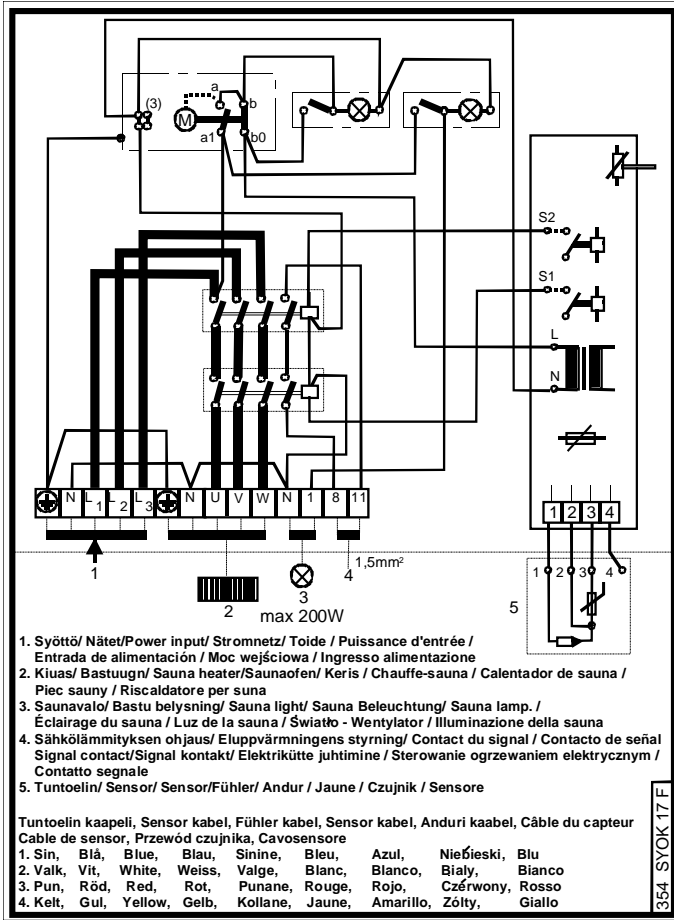 (3)
a
b
M
a1
b0
S2
S1
L
N
N L1 L2 L3 N U V W N 1 8 11
1 2 3 4
1 2 3 4
1,5mm²
1
2
3
4
5
max 200W
1. Syöttö/ Nätet/Power input/ Stromnetz/ Toide / Puissance d'entrée /
Entrada de alimentación / Moc wejściowa / Ingresso alimentazione
2. Kiuas/ Bastuugn/ Sauna heater/Saunaofen/ Keris / Chauffe-sauna / Calentador de sauna /
Piec sauny / Riscaldatore per suna
3. Saunavalo/ Bastu belysning/ Sauna light/ Sauna Beleuchtung/ Sauna lamp. /
Éclairage du sauna / Luz de la sauna / Światło - Wentylator / Illuminazione della sauna
4. Sähkölämmityksen ohjaus/ Eluppvärmningens styrning/ Contact du signal / Contacto de señal
Signal contact/Signal kontakt/ Elektrikütte juhtimine / Sterowanie ogrzewaniem elektrycznym /
Contatto segnale
5. Tuntoelin/ Sensor/ Sensor/Fühler/ Andur / Jaune / Czujnik / Sensore
Tuntoelin kaapeli, Sensor kabel, Fühler kabel, Sensor kabel, Anduri kaabel, Câble du capteur
Cable de sensor, Przewód czujnika, Cavosensore
1. Sin, Blå, Blue, Blau, Sinine, Bleu, Azul, Niebieski, Blu
2. Valk, Vit, White, Weiss, Valge, Blanc, Blanco, Bialy, Bianco
3. Pun, Röd, Red, Rot, Punane, Rouge, Rojo, Czerwony, Rosso
4. Kelt, Gul, Yellow, Gelb, Kollane, Jaune, Amarillo, Zólty, Giallo
354 SYOK 17 F